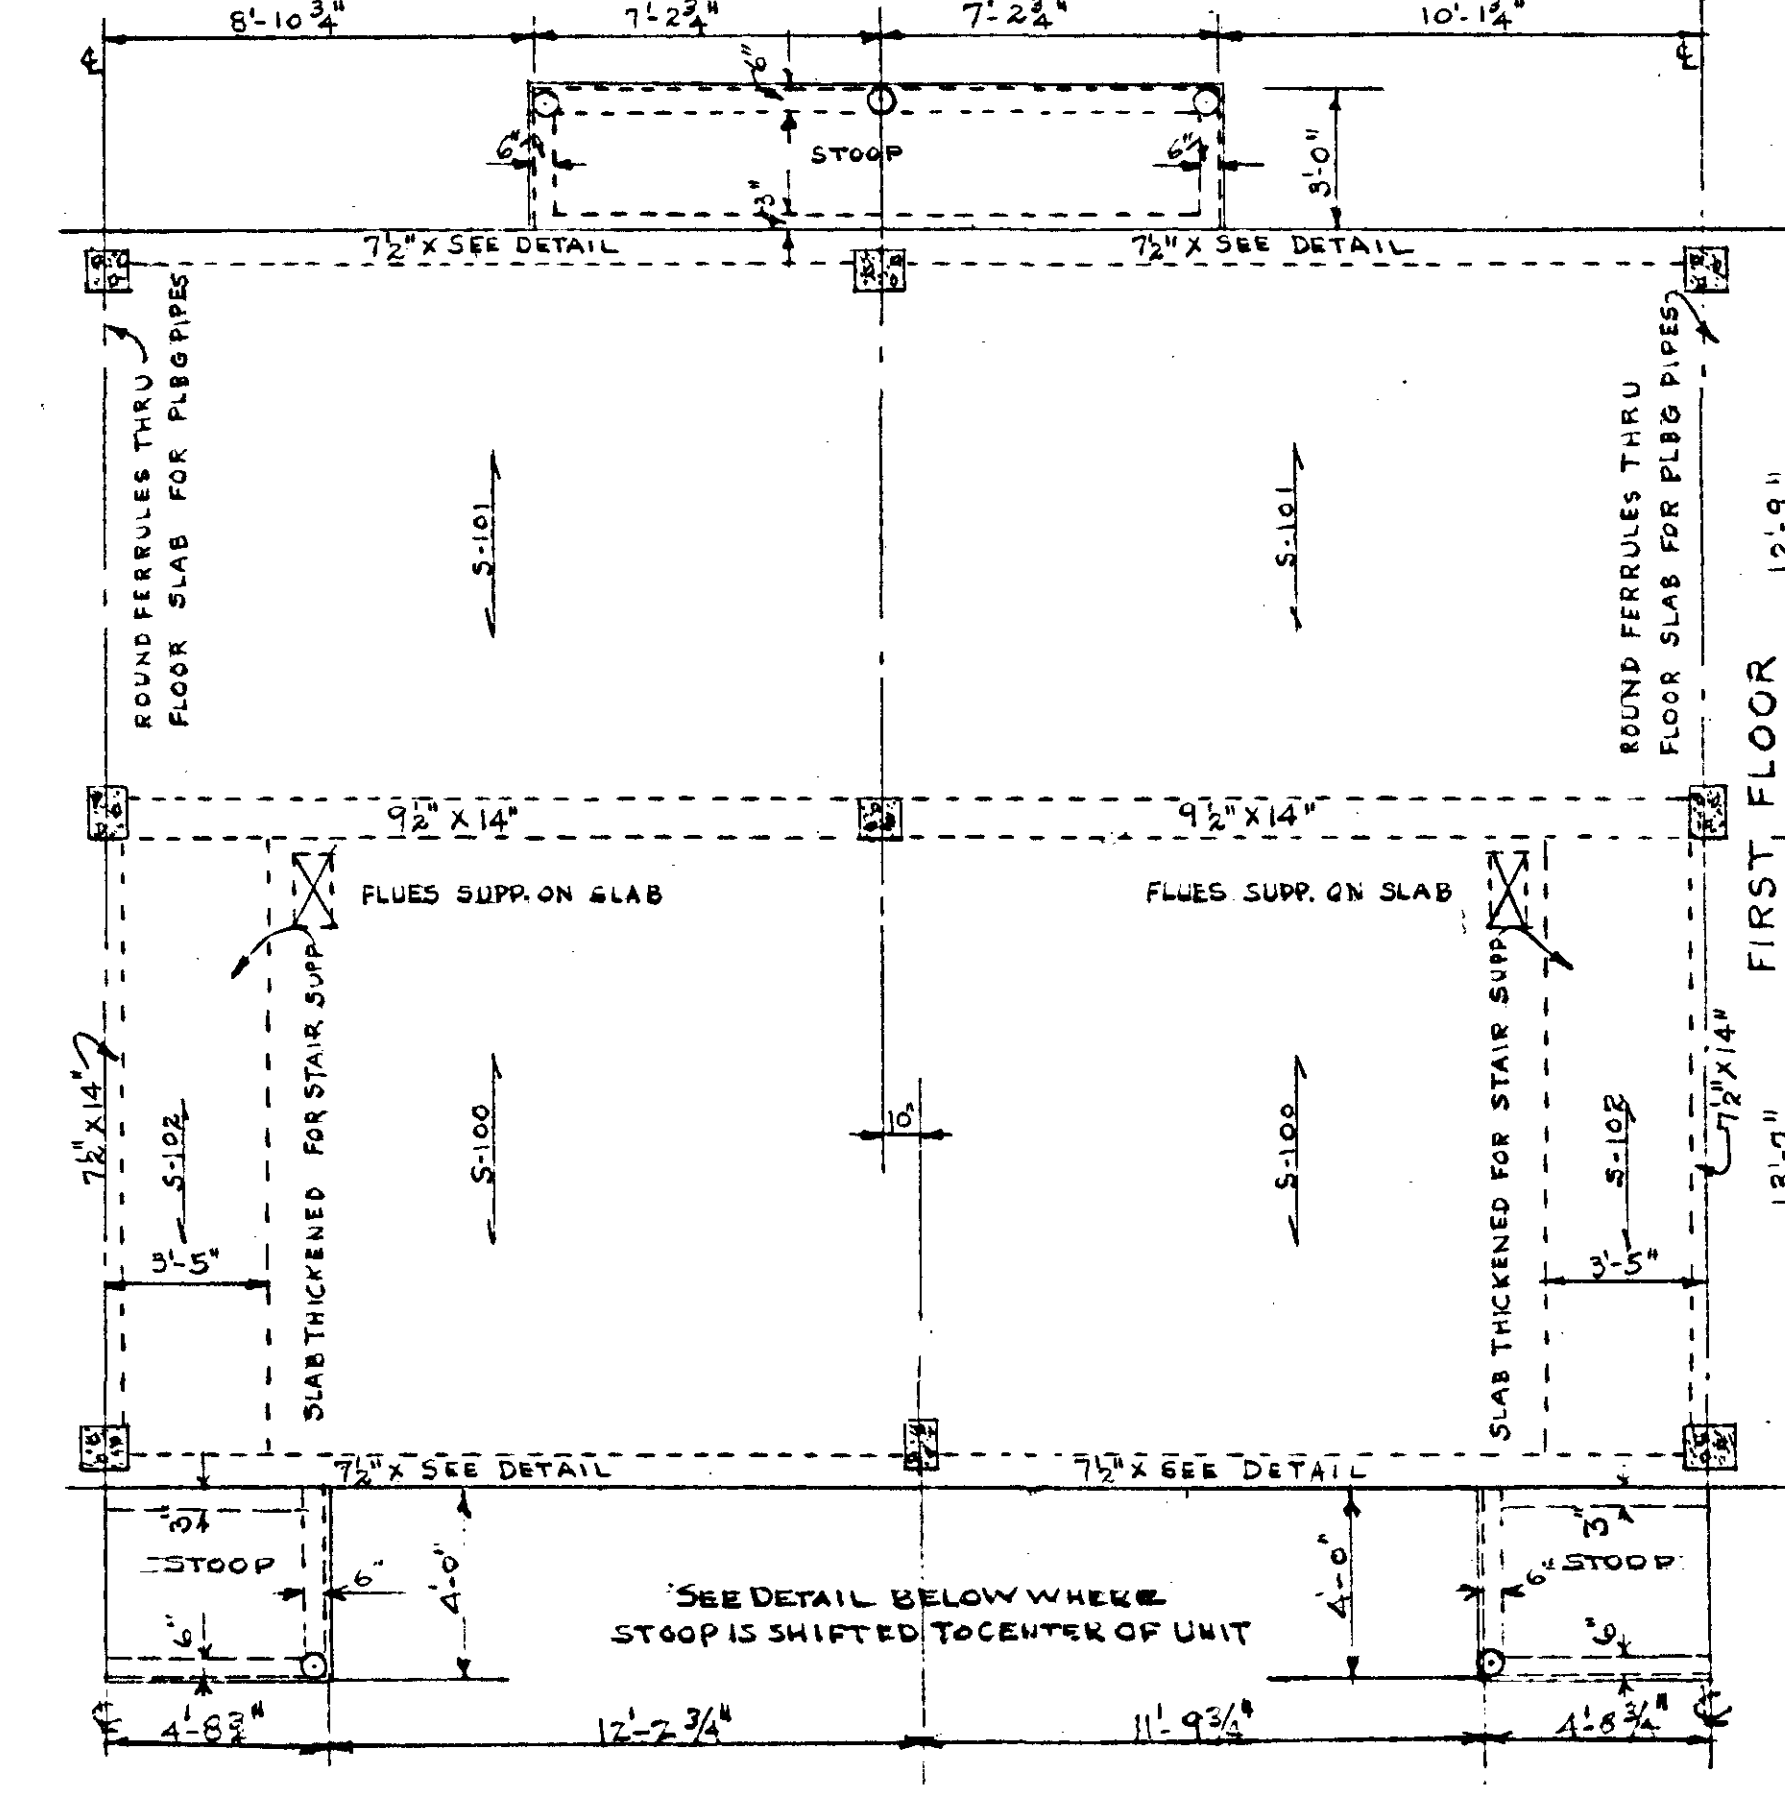 8'-10 3/4"
7'-2 3/4"
7'-2 3/4"
10'-1 3/4"
℄
℄
6"
6"
STOOP
6"
3'-0"
3"
7 1/2" X SEE DETAIL
7 1/2" X SEE DETAIL
ROUND FERRULES THRU
FLOOR SLAB FOR PLBG PIPES
ROUND FERRULES THRU
FLOOR SLAB FOR PLBG PIPES
S-101
S-101
12'-9"
FIRST FLOOR
9 1/2" X 14"
9 1/2" X 14"
FLUES SUPP. ON SLAB
FLUES SUPP. ON SLAB
SLAB THICKENED FOR STAIR SUPP
SLAB THICKENED FOR STAIR SUPP
7 1/2" X 14"
7 1/2" X 14"
S-102
S-100
10"
S-100
S-102
3'-5"
3'-5"
7 1/2" X SEE DETAIL
7 1/2" X SEE DETAIL
3"
3"
STOOP
STOOP
6"
6"
4'-0"
4'-0"
SEE DETAIL BELOW WHERE
STOOP IS SHIFTED TO CENTER OF UNIT
6"
6"
℄
℄
4'-8 3/4"
12'-2 3/4"
11'-9 3/4"
4'-8 3/4"